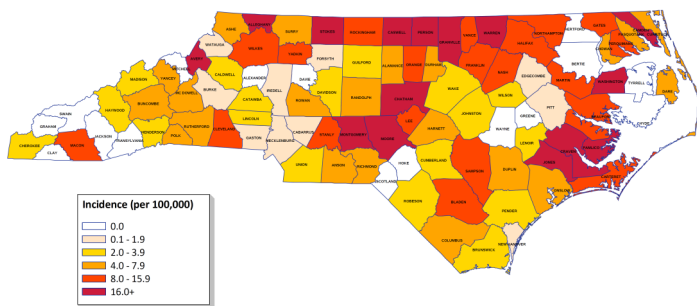 ALLEGHANY
ASHE
SURRY
STOKES
ROCKINGHAM
CASWELL
PERSON
GRANVILLE
VANCE
WARREN
NORTHAMPTON
GATES
HERTFORD
HALIFAX
WATAUGA
WILKES
YADKIN
FORSYTH
GUILFORD
ALAMANCE
ORANGE
DURHAM
FRANKLIN
NASH
EDGECOMBE
BERTIE
CHOWAN
PERQUIMANS
AVERY
MITCHELL
CALDWELL
ALEXANDER
DAVIE
IREDELL
DAVIDSON
RANDOLPH
CHATHAM
WAKE
WILSON
MARTIN
WASHINGTON
TYRRELL
DARE
MADISON
YANCEY
MCDOWELL
BURKE
CATAWBA
ROWAN
LINCOLN
BUNCOMBE
HAYWOOD
SWAIN
GRAHAM
JACKSON
HENDERSON
POLK
RUTHERFORD
CLEVELAND
GASTON
MECKLENBURG
CABARRUS
STANLY
MONTGOMERY
MOORE
LEE
HARNETT
JOHNSTON
WAYNE
GREENE
PITT
BEAUFORT
HYDE
CHEROKEE
CLAY
MACON
TRANSYLVANIA
UNION
ANSON
RICHMOND
HOKE
SCOTLAND
CUMBERLAND
SAMPSON
DUPLIN
LENOIR
CRAVEN
JONES
PAMLICO
CARTERET
ONSLOW
ROBESON
BLADEN
PENDER
COLUMBUS
BRUNSWICK
NEW HANOVER
Incidence (per 100,000)
0.0
0.1 - 1.9
2.0 - 3.9
4.0 - 7.9
8.0 - 15.9
16.0+